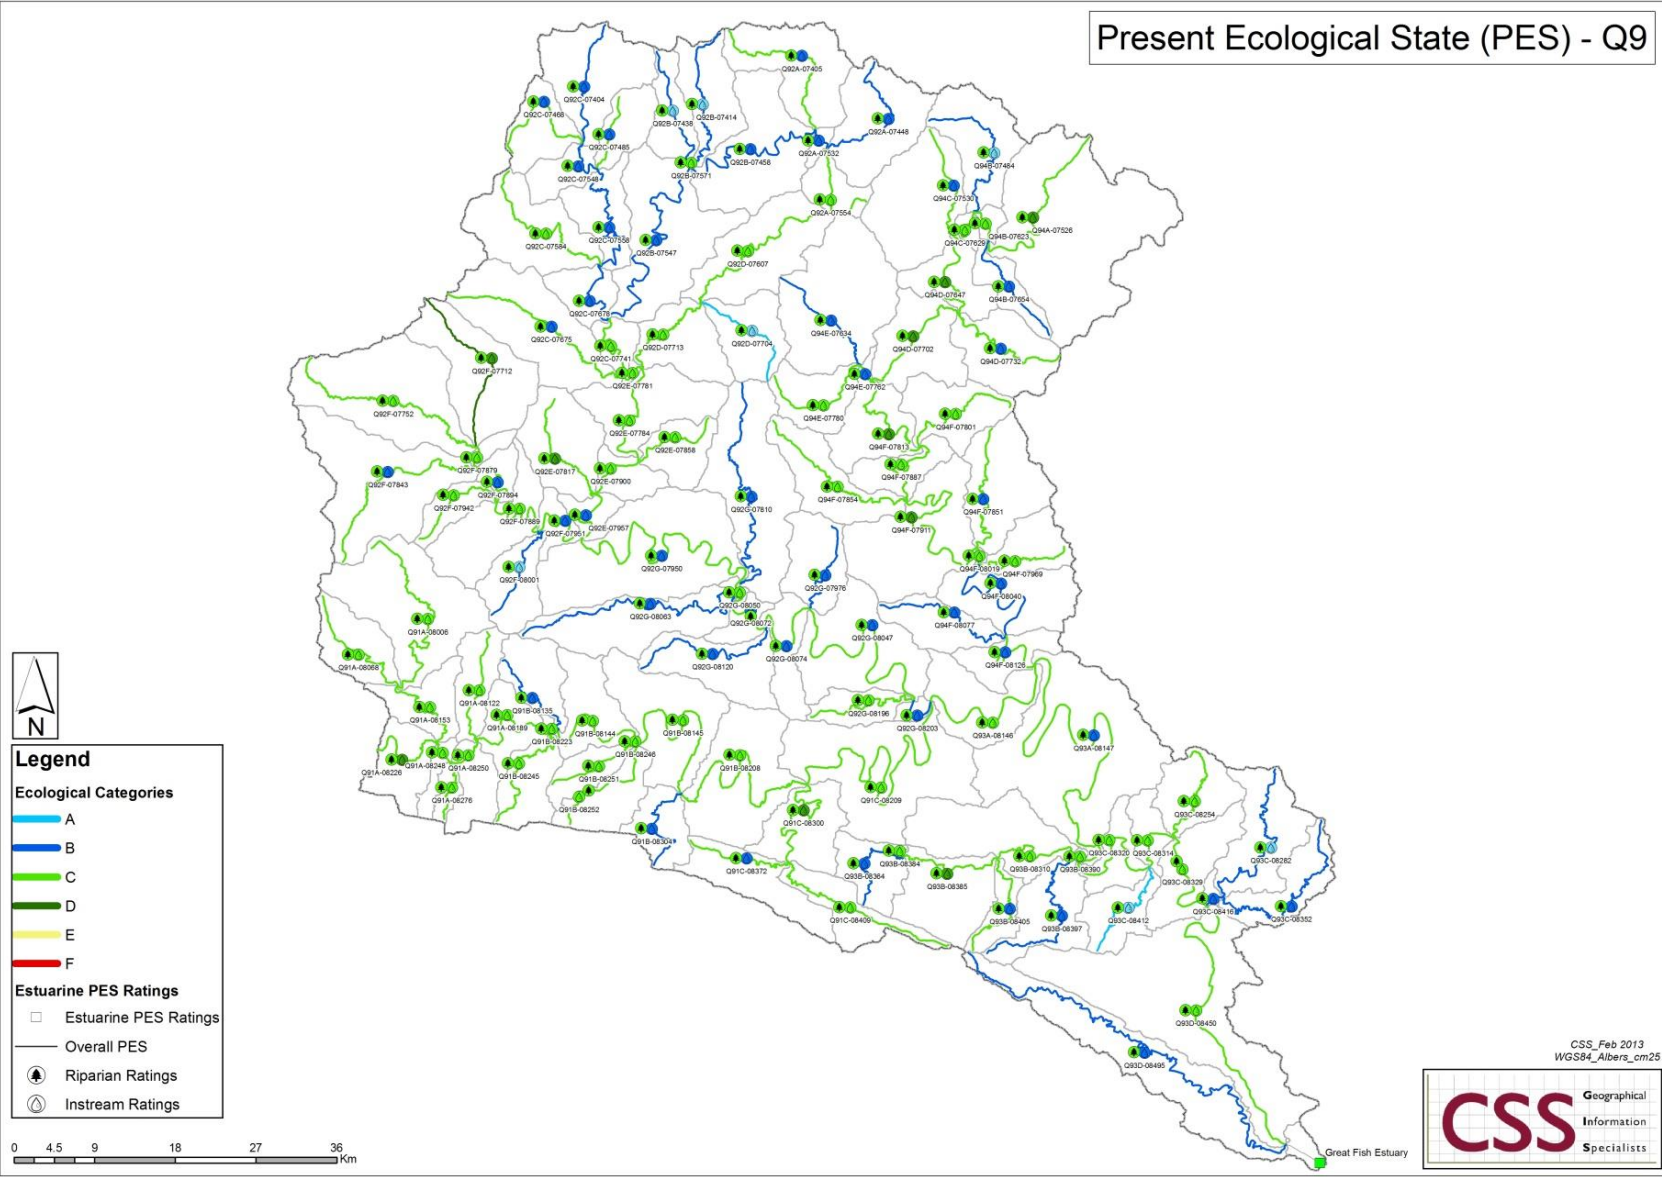 Present Ecological State (PES) - Q9
Q92A-07405
Q92C-07404
Q92C-07468
Q92B-07438
Q92B-07414
Q92A-07448
Q92C-07485
Q92B-07458
Q92A-07532
Q94B-07484
Q92C-07548
Q92B-07571
Q94C-07530
Q92A-07554
Q94A-07526
Q92C-07584
Q92C-07558
Q92B-07547
Q94C-07629
Q94B-07623
Q92D-07607
Q94D-07647
Q94B-07654
Q92C-07678
Q92C-07675
Q92D-07713
Q92D-07704
Q94E-07634
Q94D-07702
Q94D-07732
Q92C-07741
Q92F-07712
Q92E-07781
Q94E-07762
Q92F-07752
Q94E-07780
Q94F-07801
Q92E-07784
Q92E-07858
Q94F-07813
Q92F-07879
Q92E-07817
Q92E-07900
Q94F-07887
Q92F-07843
Q92F-07894
Q92F-07942
Q92G-07810
Q94F-07854
Q94F-07851
Q92F-07889
Q92F-07951
Q92E-07957
Q94F-07911
Q92F-08001
Q92G-07950
Q92G-07976
Q94F-08019
Q94F-07969
Q94F-08040
Q92G-08063
Q92G-08050
Q92G-08072
Q94F-08077
Q91A-08006
Q92G-08047
Q91A-08068
Q92G-08120
Q92G-08074
Q94F-08126
Q91A-08122
Q91B-08135
Q91A-08153
Q91A-08189
Q92G-08196
Q92G-08203
Q93A-08146
Q93A-08147
Q91B-08223
Q91B-08144
Q91B-08145
Q91B-08246
Q91A-08226
Q91A-08248
Q91A-08250
Q91B-08245
Q91B-08251
Q91B-08208
Q91A-08276
Q91B-08252
Q91C-08209
Q91C-08300
Q93C-08254
Q91B-08304
Q91C-08372
Q93B-08364
Q93B-08384
Q93B-08385
Q93B-08310
Q93B-08390
Q93C-08320
Q93C-08314
Q93C-08282
Q93C-08329
Q91C-08409
Q93B-08405
Q93B-08397
Q93C-08412
Q93C-08416
Q93C-08352
Q93D-08450
Q93D-08495
Great Fish Estuary
N
Legend
Ecological Categories
A
B
C
D
E
F
Estuarine PES Ratings
Estuarine PES Ratings
Overall PES
Riparian Ratings
Instream Ratings
0 4.5 9 18 27 36
Km
CSS_Feb 2013
WGS84_Albers_cm25
CSS
Geographical
Information
Specialists